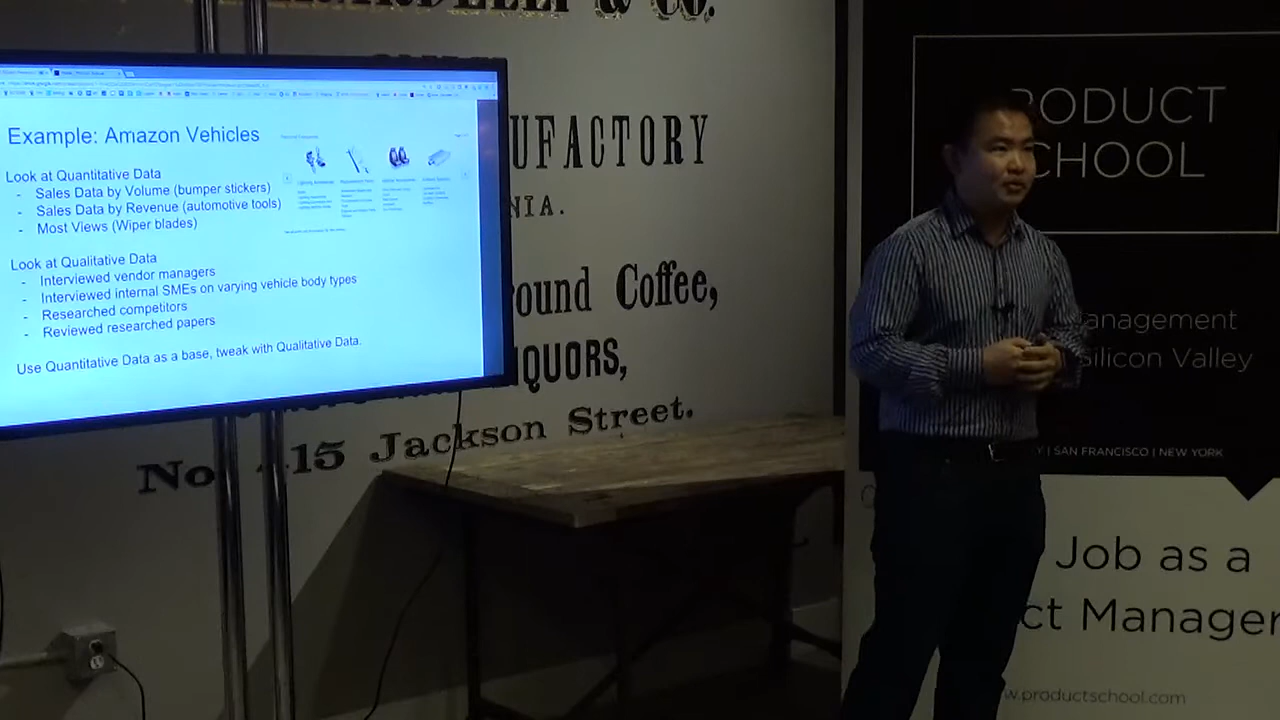 Example: Amazon Vehicles
Look at Quantitative Data
- Sales Data by Volume (bumper stickers)
- Sales Data by Revenue (automotive tools)
- Most Views (Wiper blades)
Look at Qualitative Data
- Interviewed vendor managers
- Interviewed internal SMEs on varying vehicle body types
- Researched competitors
- Reviewed researched papers
Use Quantitative Data as a base, tweak with Qualitative Data.
& Co.
UFACTORY
NIA.
ound Coffee,
IQUORS,
No. 415 Jackson Street.
RODUCT
CHOOL
anagement
Silicon Valley
Y | SAN FRANCISCO | NEW YORK
Job as a
ct Manager
w.productschool.com